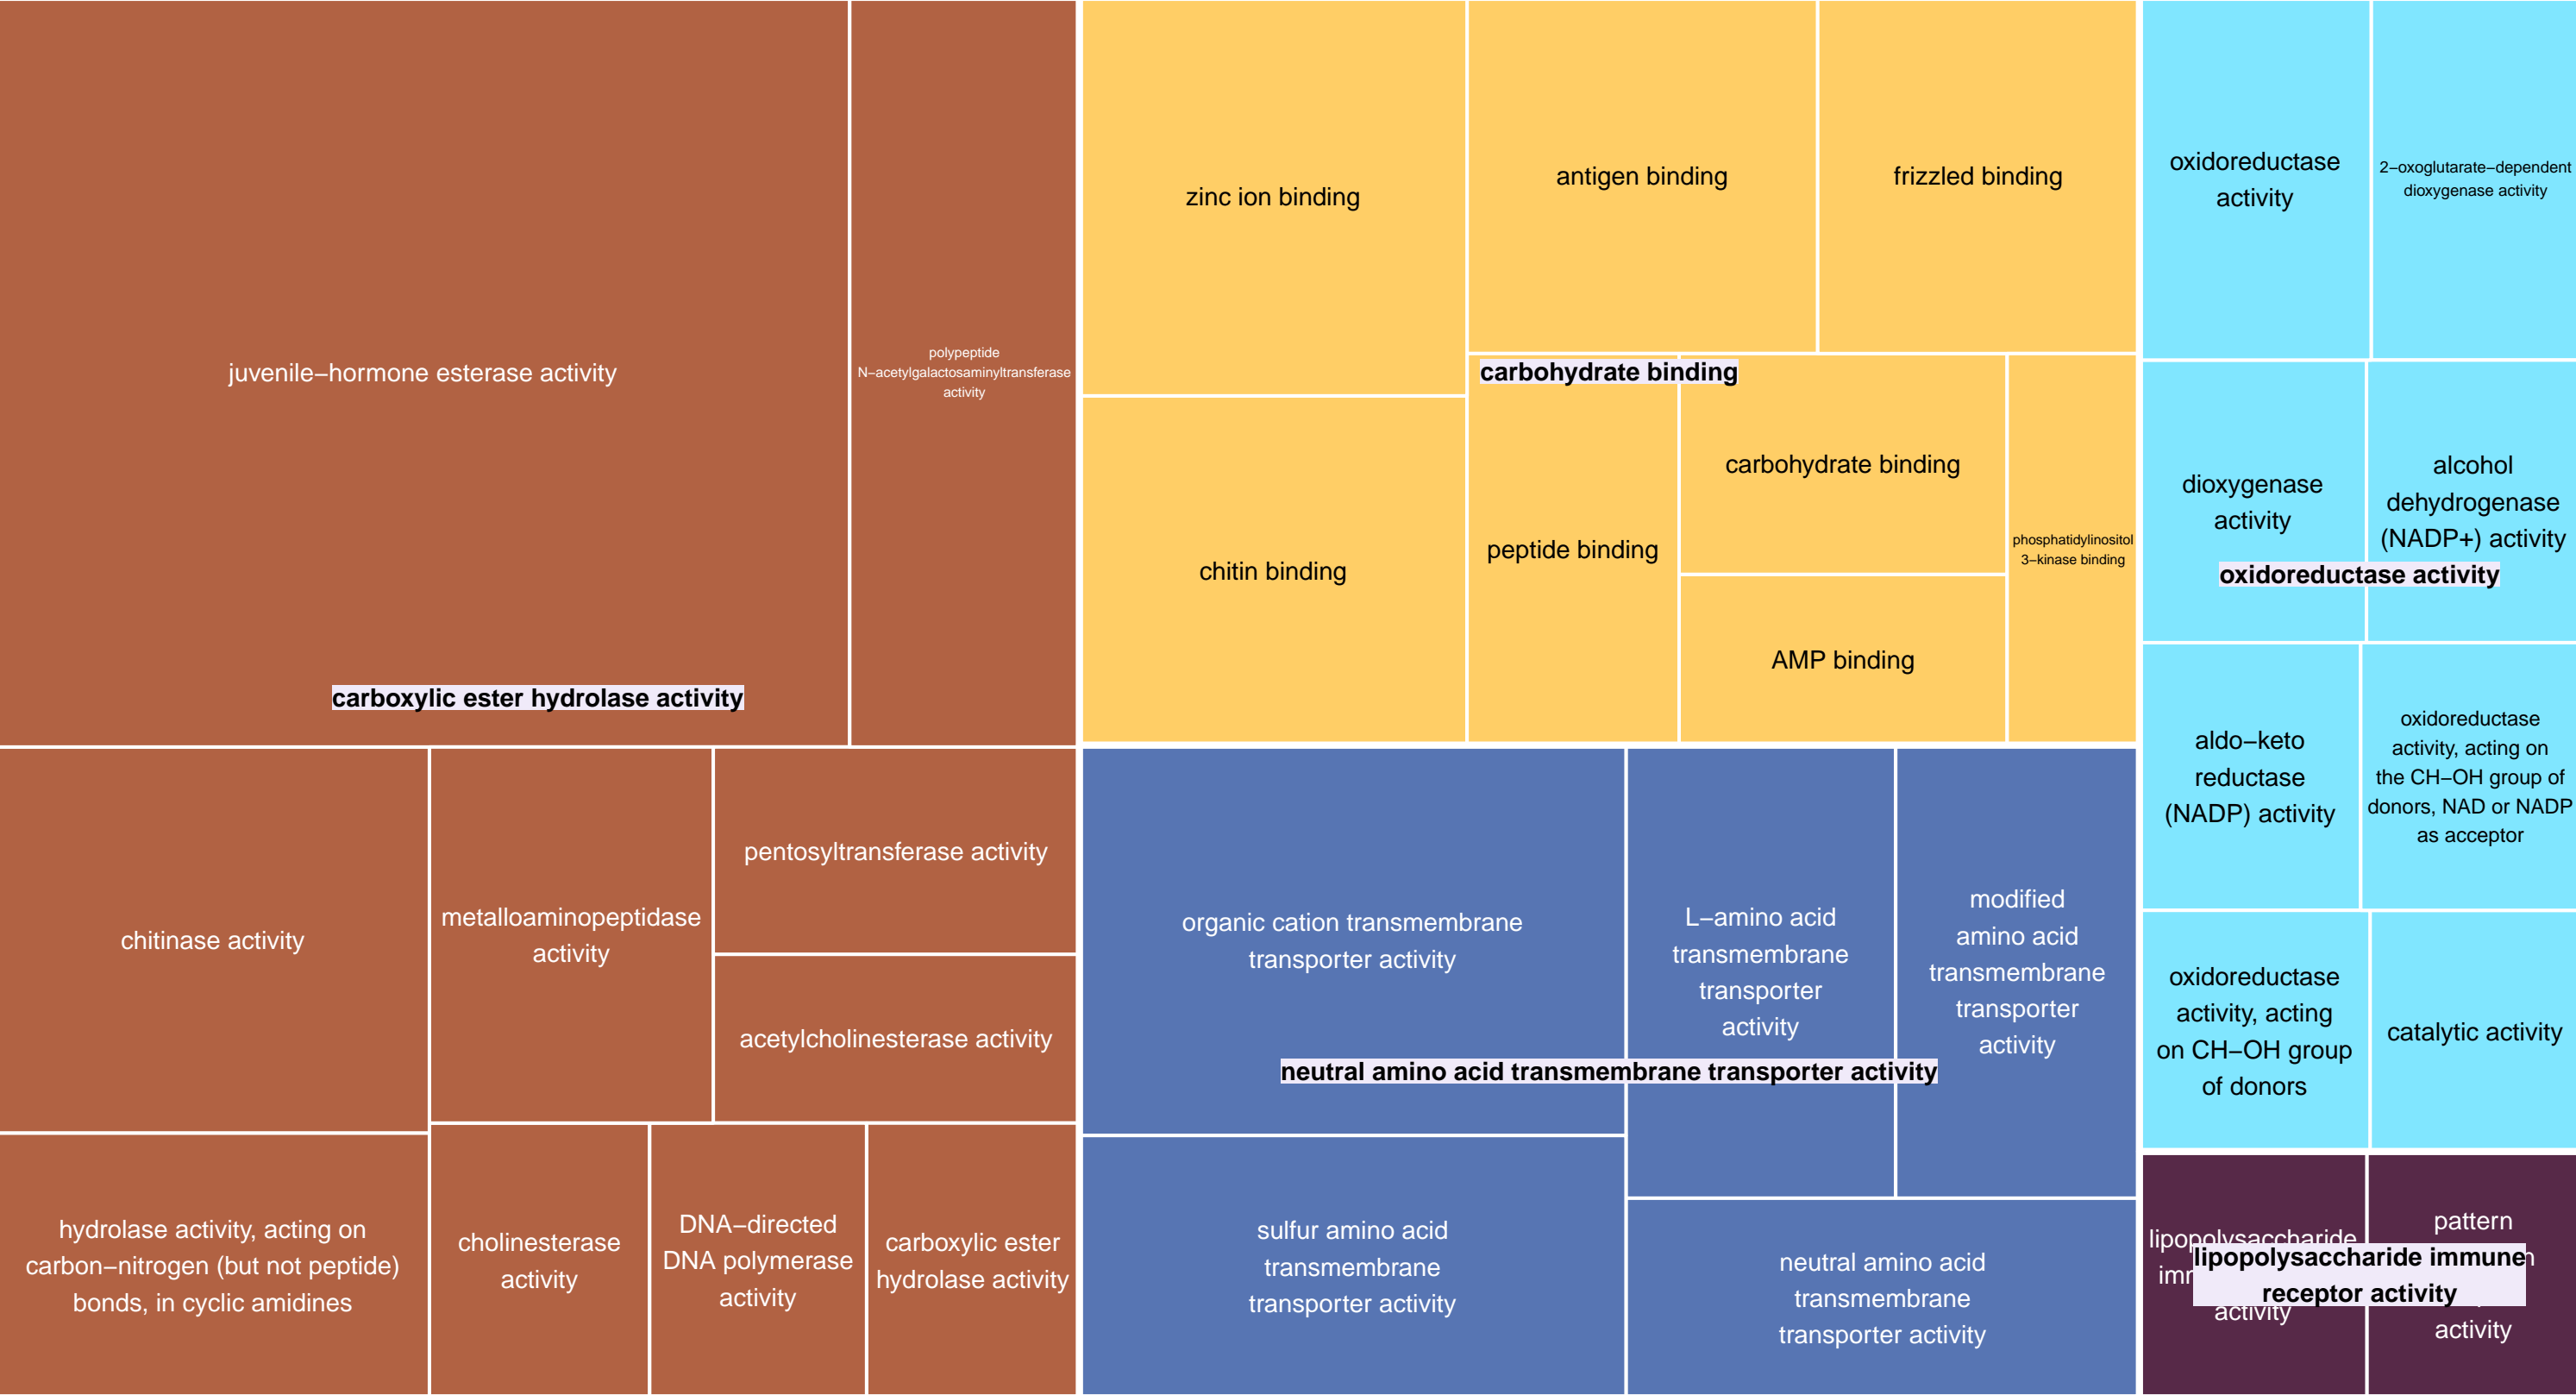 juvenile−hormone esterase activity
polypeptide
N−acetylgalactosaminyltransferase
activity
carboxylic ester hydrolase activity
chitinase activity
metalloaminopeptidase
activity
pentosyltransferase activity
acetylcholinesterase activity
hydrolase activity, acting on
carbon−nitrogen (but not peptide)
bonds, in cyclic amidines
cholinesterase
activity
DNA−directed
DNA polymerase
activity
carboxylic ester
hydrolase activity
zinc ion binding
antigen binding
frizzled binding
carbohydrate binding
chitin binding
peptide binding
carbohydrate binding
AMP binding
phosphatidylinositol
3−kinase binding
organic cation transmembrane
transporter activity
L−amino acid
transmembrane
transporter
activity
modified
amino acid
transmembrane
transporter
activity
neutral amino acid transmembrane transporter activity
sulfur amino acid
transmembrane
transporter activity
neutral amino acid
transmembrane
transporter activity
oxidoreductase
activity
2−oxoglutarate−dependent
dioxygenase activity
dioxygenase
activity
alcohol
dehydrogenase
(NADP+) activity
oxidoreductase activity
aldo−keto
reductase
(NADP) activity
oxidoreductase
activity, acting on
the CH−OH group of
donors, NAD or NADP
as acceptor
oxidoreductase
activity, acting
on CH−OH group
of donors
catalytic activity
lipopolysaccharide
activity
pattern
activity
lipopolysaccharide immune
receptor activity